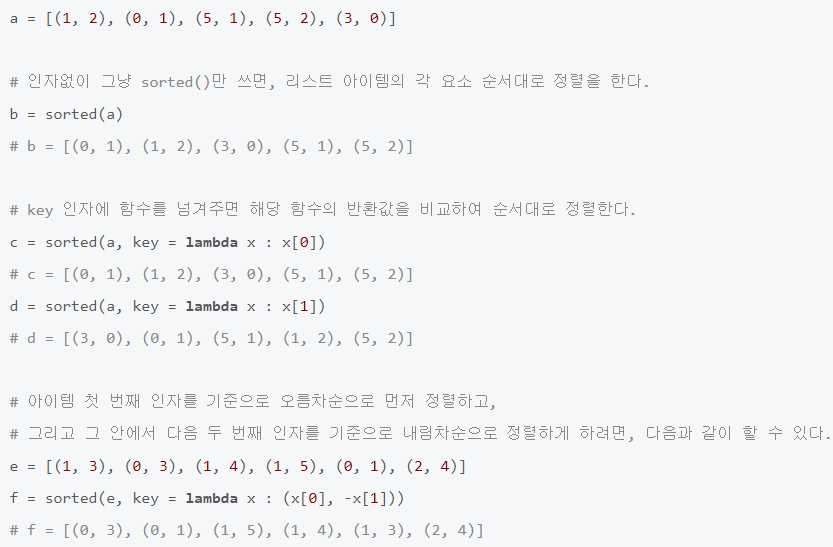 a = [(1, 2), (0, 1), (5, 1), (5, 2), (3, 0)]
# 인자없이 그냥 sorted()만 쓰면, 리스트 아이템의 각 요소 순서대로 정렬을 한다.
b = sorted(a)
# b = [(0, 1), (1, 2), (3, 0), (5, 1), (5, 2)]
# key 인자에 함수를 넘겨주면 해당 함수의 반환값을 비교하여 순서대로 정렬한다.
c = sorted(a, key = lambda x : x[0])
# c = [(0, 1), (1, 2), (3, 0), (5, 1), (5, 2)]
d = sorted(a, key = lambda x : x[1])
# d = [(3, 0), (0, 1), (5, 1), (1, 2), (5, 2)]
# 아이템 첫 번째 인자를 기준으로 오름차순으로 먼저 정렬하고,
# 그리고 그 안에서 다음 두 번째 인자를 기준으로 내림차순으로 정렬하게 하려면, 다음과 같이 할 수 있다.
e = [(1, 3), (0, 3), (1, 4), (1, 5), (0, 1), (2, 4)]
f = sorted(e, key = lambda x : (x[0], -x[1]))
# f = [(0, 3), (0, 1), (1, 5), (1, 4), (1, 3), (2, 4)]